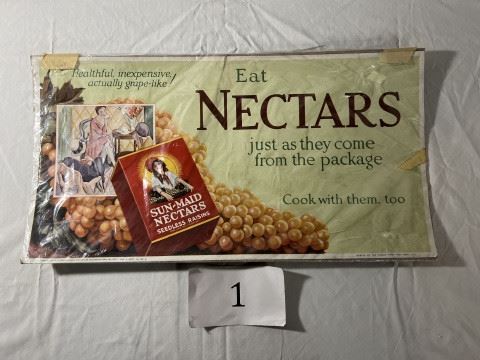 Healthful, inexpensive,
actually grape-like!
Eat
NECTARS
just as they come
from the package
Cook with them, too
SUN-MAID
NECTARS
SEEDLESS RAISINS
1